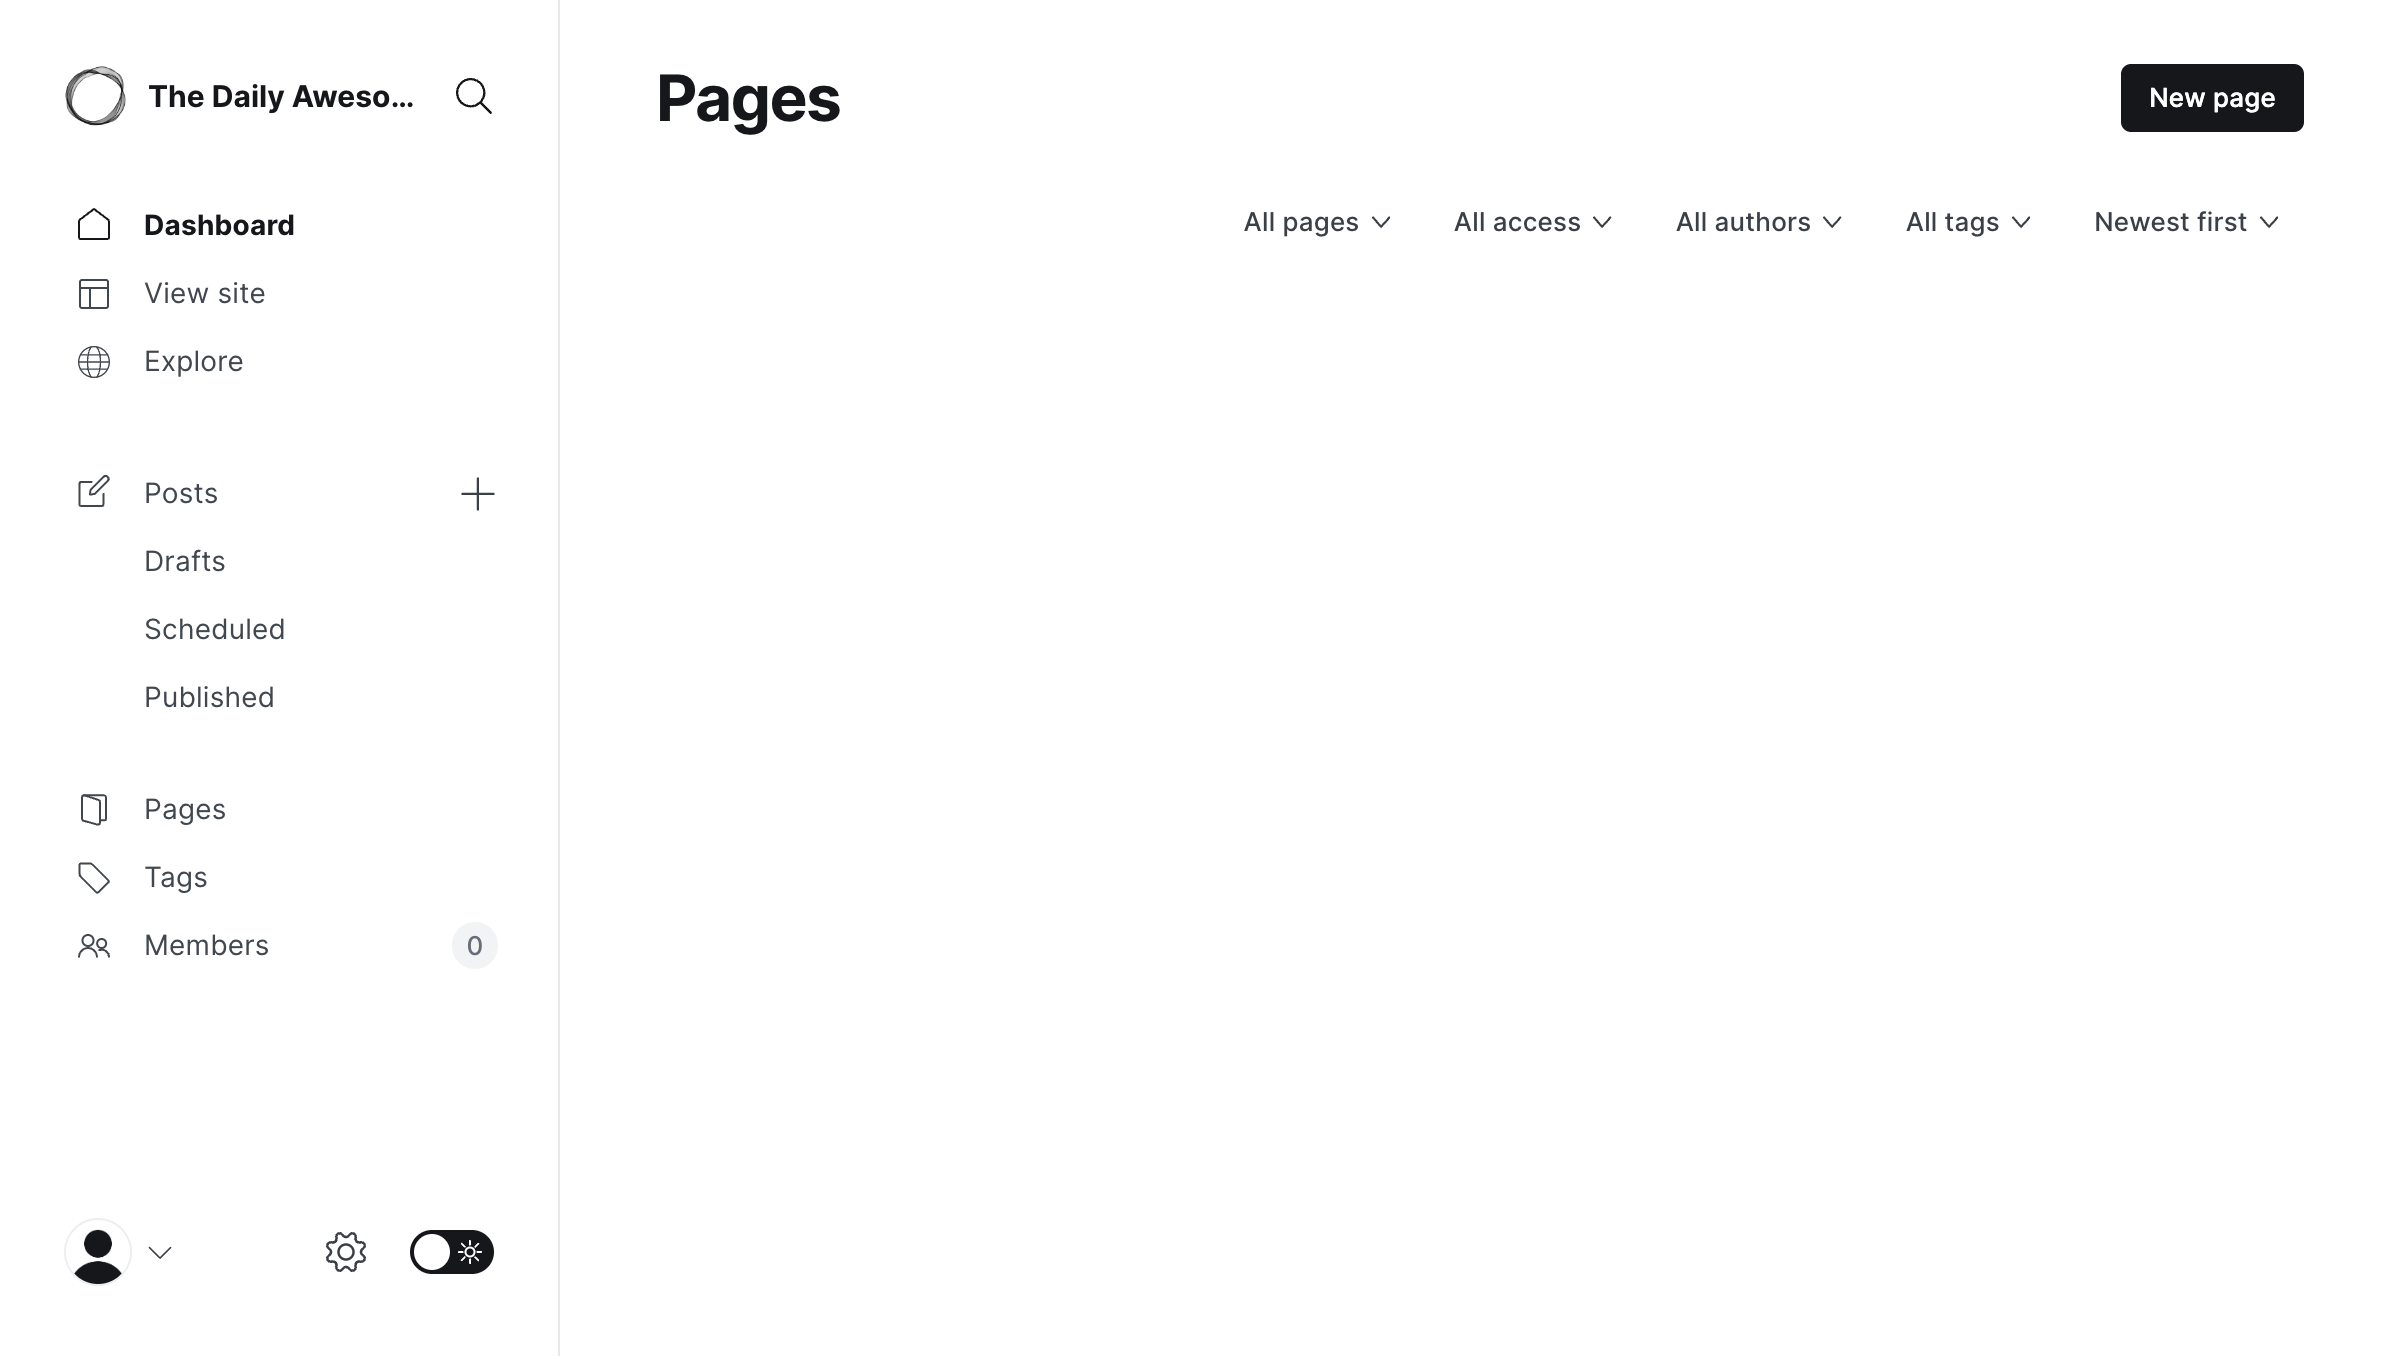 The Daily Aweso...
Dashboard
View site
Explore
Posts
Drafts
Scheduled
Published
Pages
Tags
Members
0
Pages
New page
All pages
All access
All authors
All tags
Newest first